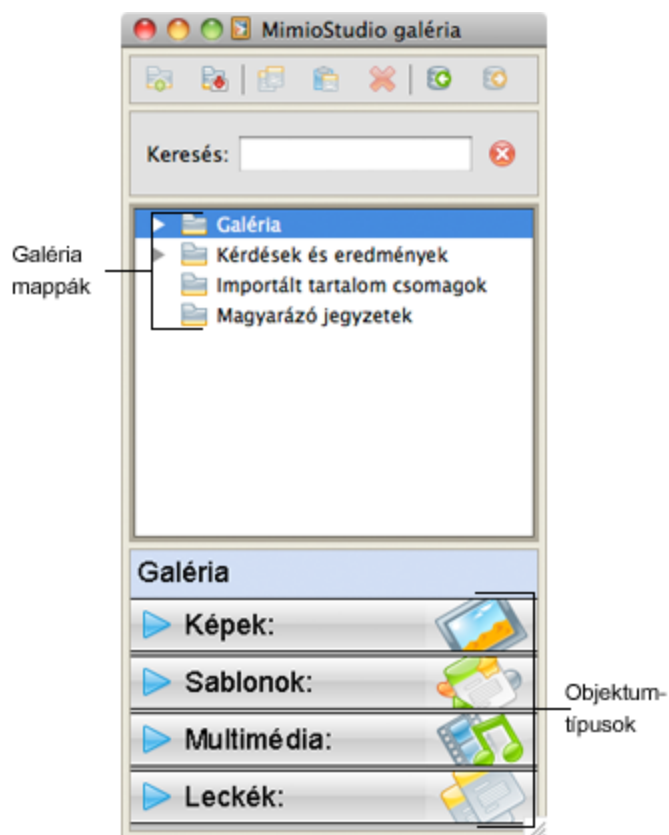 MimioStudio galéria
Keresés:
Galéria
mappák
Galéria
Kérdések és eredmények
Importált tartalom csomagok
Magyarázó jegyzetek
Galéria
Képek:
Sablonok:
Multimédia:
Leckék:
Objektum-
típusok